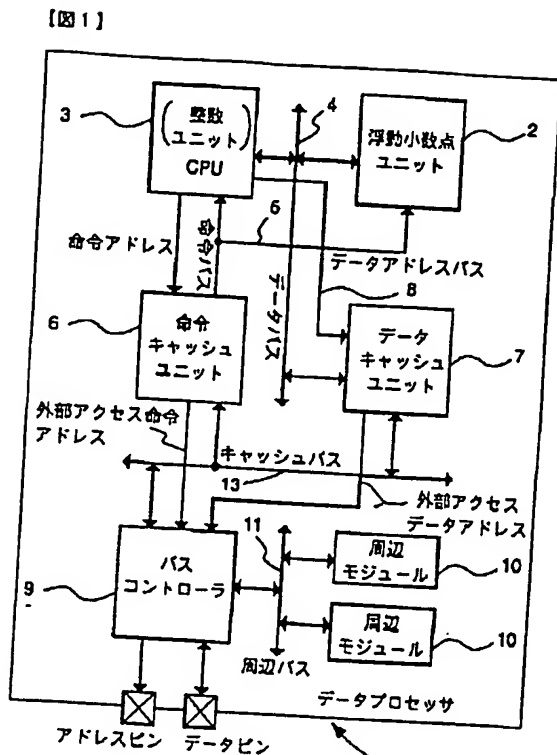 【図1】
3
整数
ユニット
CPU
4
浮動小数点
ユニット
2
命令アドレス
命令バス
5
データバス
データアドレスバス
8
6
命令
キャッシュ
ユニット
データ
キャッシュ
ユニット
7
外部アクセス命令
アドレス
キャッシュバス
13
外部アクセス
データアドレス
9
バス
コントローラ
11
周辺
モジュール
10
周辺
モジュール
10
周辺バス
データプロセッサ
アドレスピン
データピン